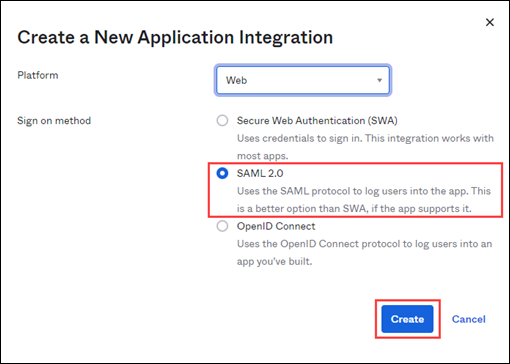 Create a New Application Integration
Platform
Web
Sign on method
Secure Web Authentication (SWA)
Uses credentials to sign in. This integration works with
most apps.
SAML 2.0
Uses the SAML protocol to log users into the app. This
is a better option than SWA, if the app supports it.
OpenID Connect
Uses the OpenID Connect protocol to log users into an
app you've built.
Create Cancel